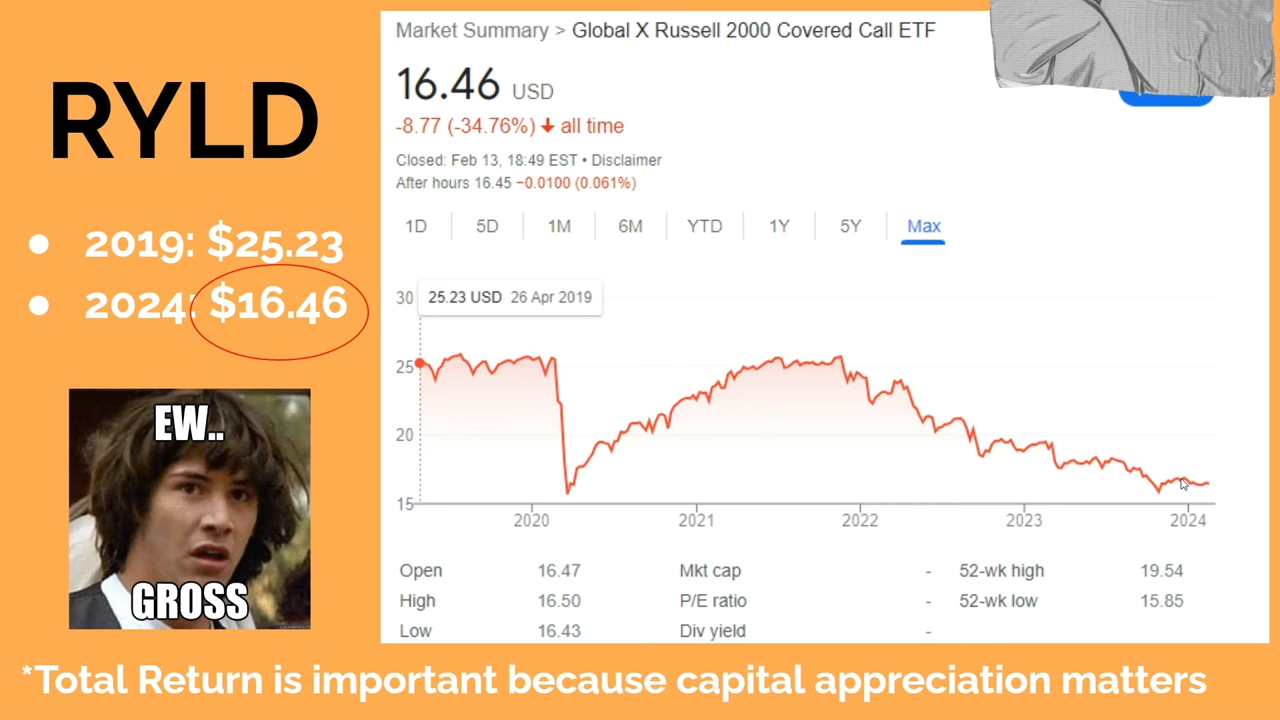 RYLD
● 2019: $25.23
● 2024: $16.46
EW..
GROSS
Market Summary > Global X Russell 2000 Covered Call ETF
16.46 USD
-8.77 (-34.76%) ↓ all time
Closed: Feb 13, 18:49 EST • Disclaimer
After hours 16.45 −0.0100 (0.061%)
1D 5D 1M 6M YTD 1Y 5Y Max
25.23 USD 26 Apr 2019
30
25
20
15
2020 2021 2022 2023 2024
Open 16.47 Mkt cap - 52-wk high 19.54
High 16.50 P/E ratio - 52-wk low 15.85
Low 16.43 Div yield -
*Total Return is important because capital appreciation matters